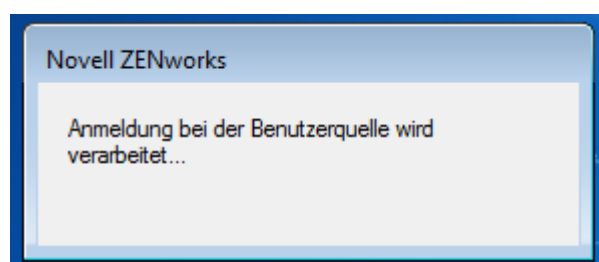 Novell ZENworks
Anmeldung bei der Benutzerquelle wird
verarbeitet...